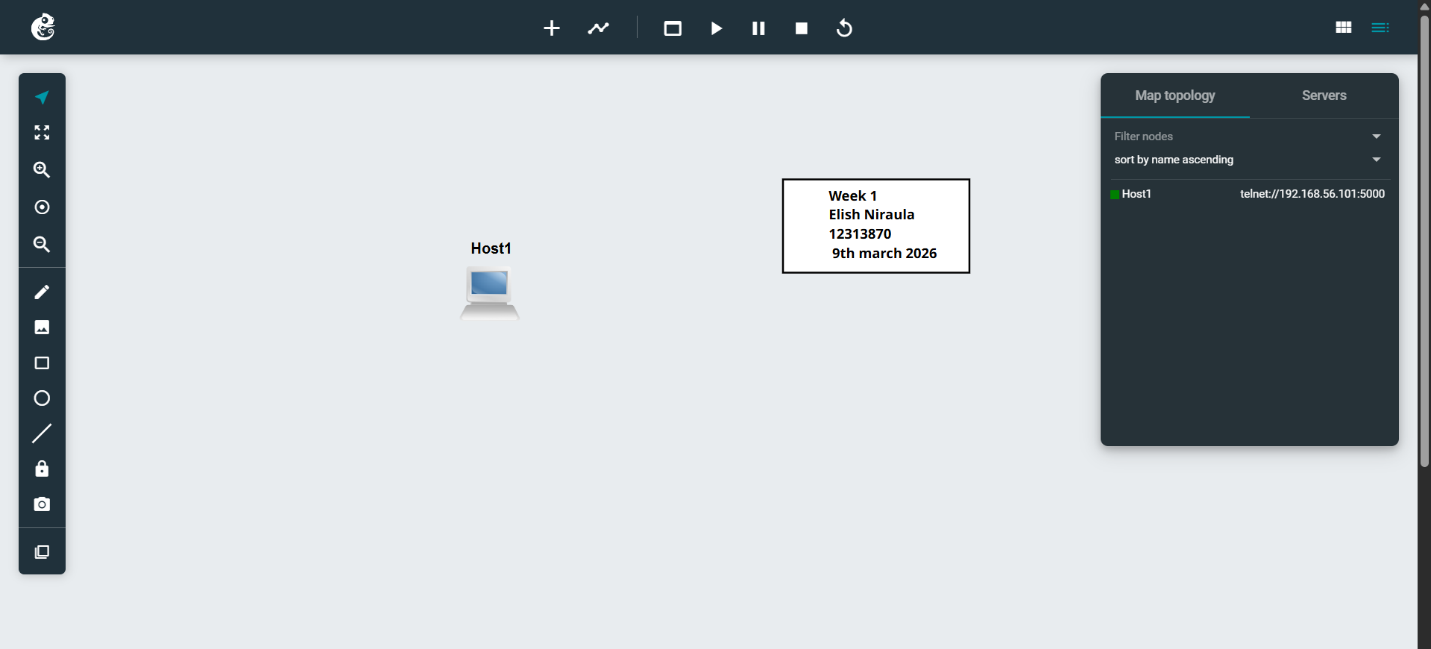 Map topology
Servers
Filter nodes
sort by name ascending
Host1 telnet://192.168.56.101:5000
Week 1
Elish Niraula
12313870
9th march 2026
Host1